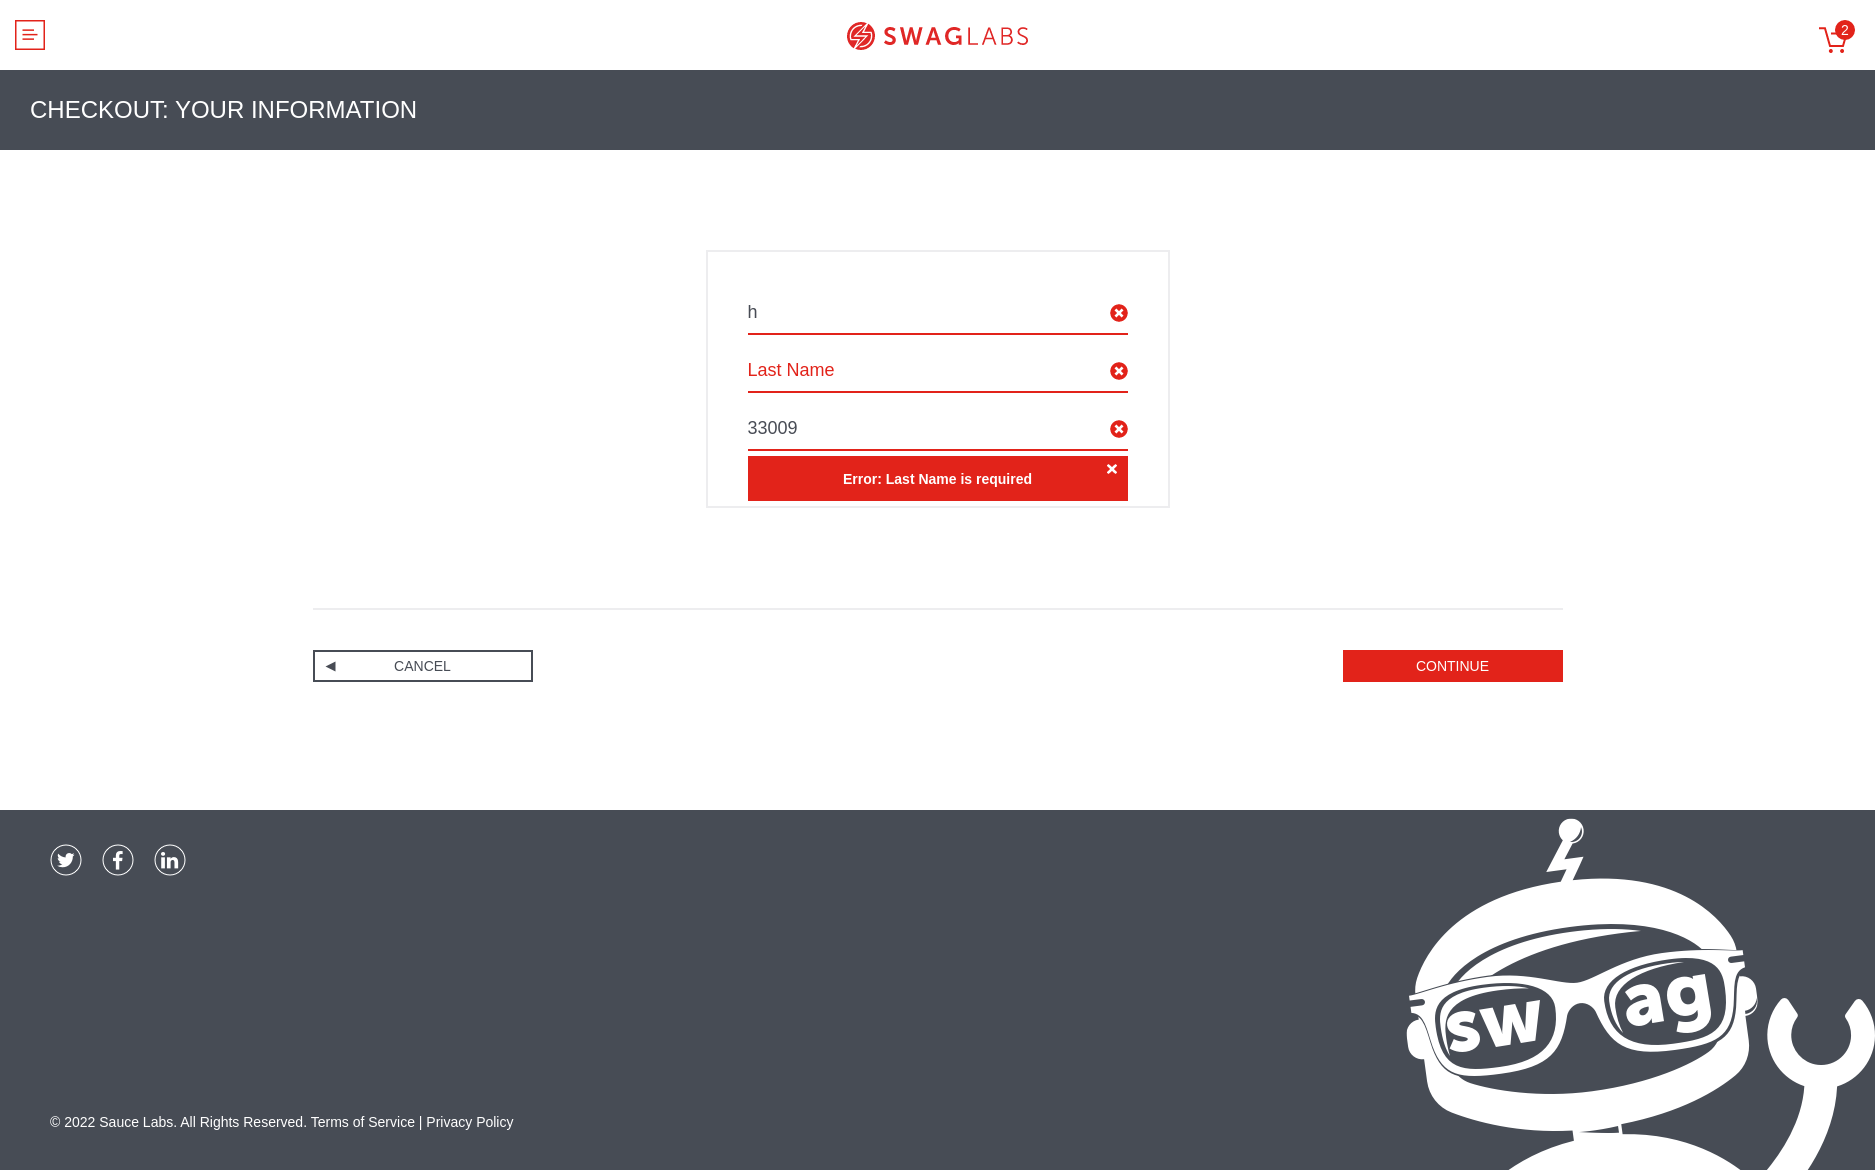 SWAGLABS
2
CHECKOUT: YOUR INFORMATION
h
Last Name
33009
Error: Last Name is required
CANCEL
CONTINUE
sw ag
© 2022 Sauce Labs. All Rights Reserved. Terms of Service | Privacy Policy